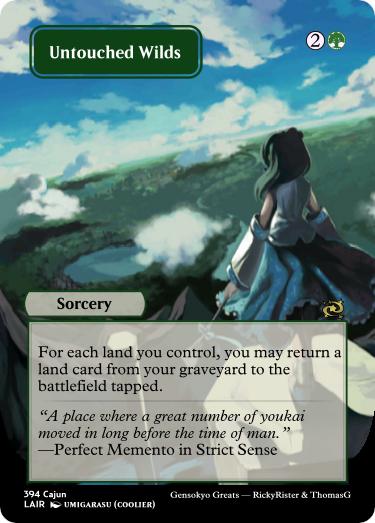 Untouched Wilds
2
Sorcery
For each land you control, you may return a
land card from your graveyard to the
battlefield tapped.
“A place where a great number of youkai
moved in long before the time of man.”
—Perfect Memento in Strict Sense
394 Cajun
LAIR UMIGARASU (COOLIER)
Gensokyo Greats — RickyRister & ThomasG